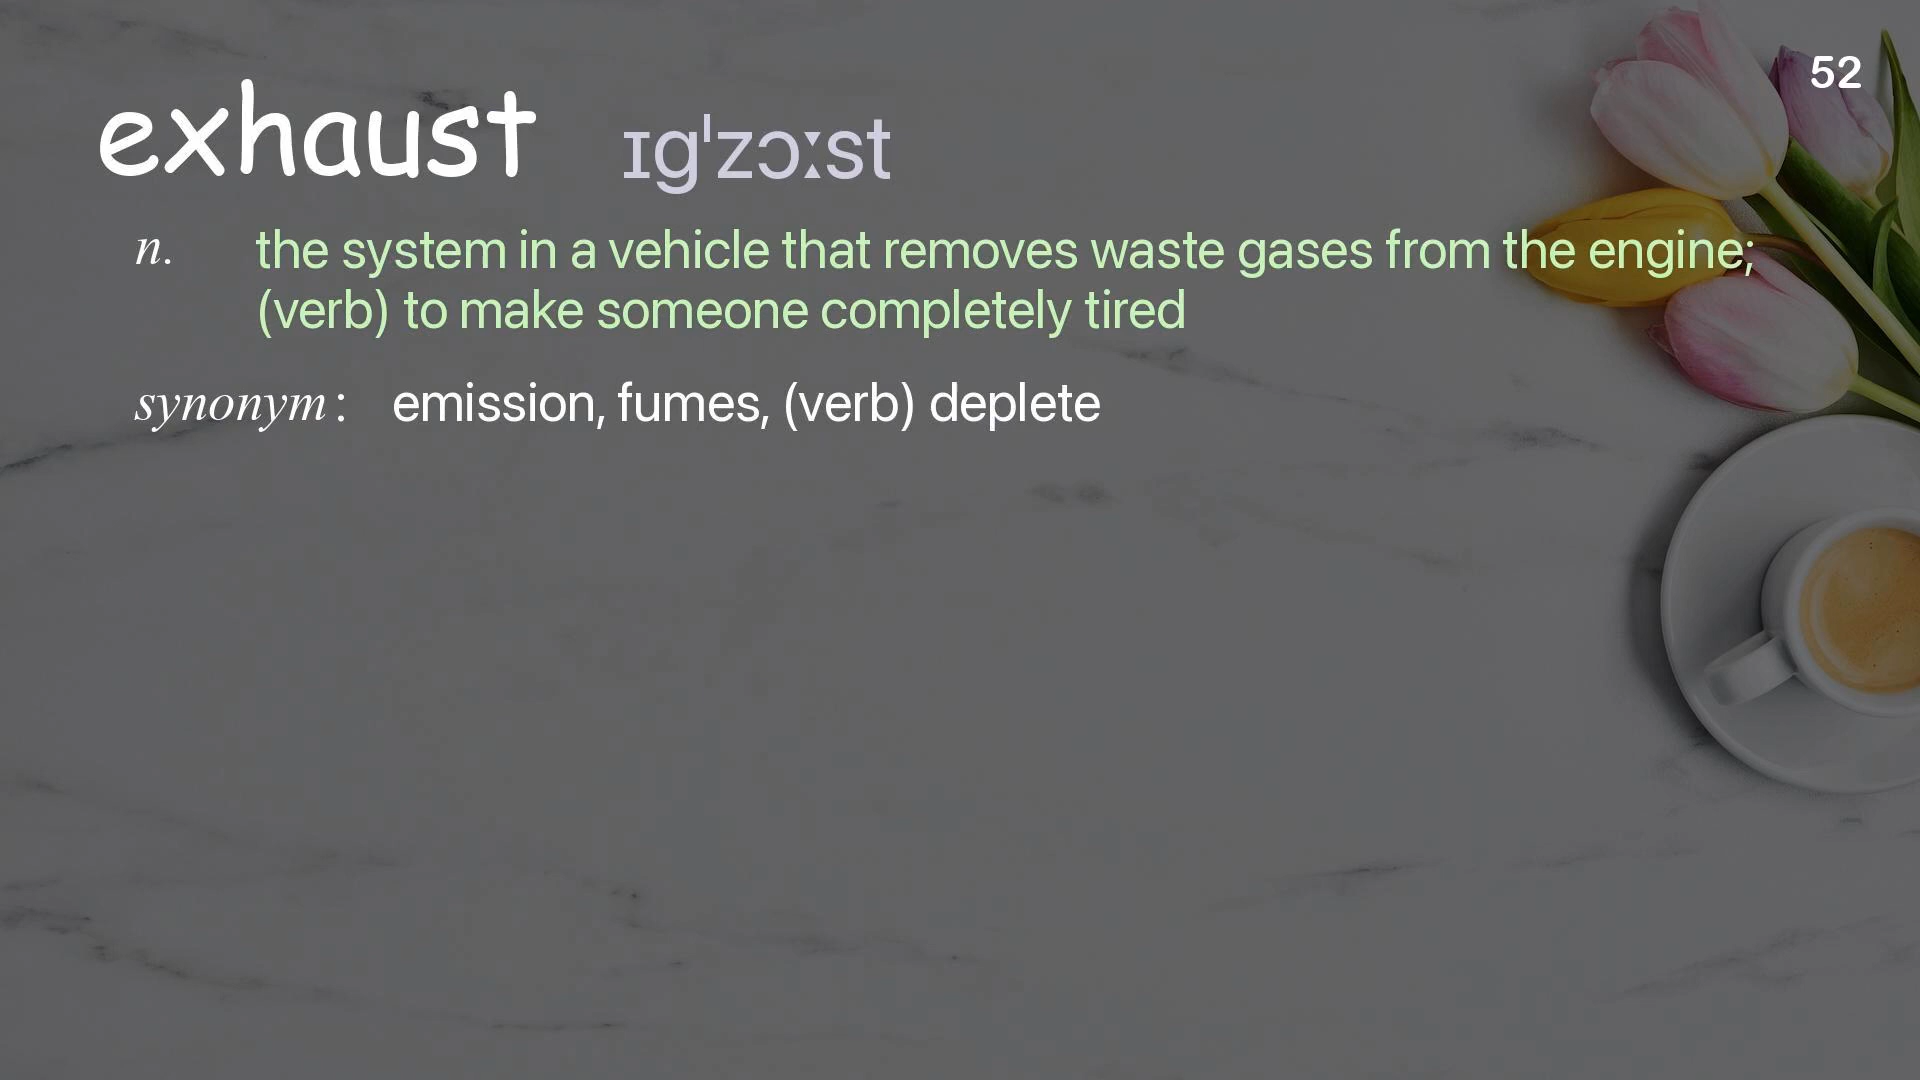 52
exhaust ɪɡˈzɔːst
n. the system in a vehicle that removes waste gases from the engine;
(verb) to make someone completely tired
synonym : emission, fumes, (verb) deplete